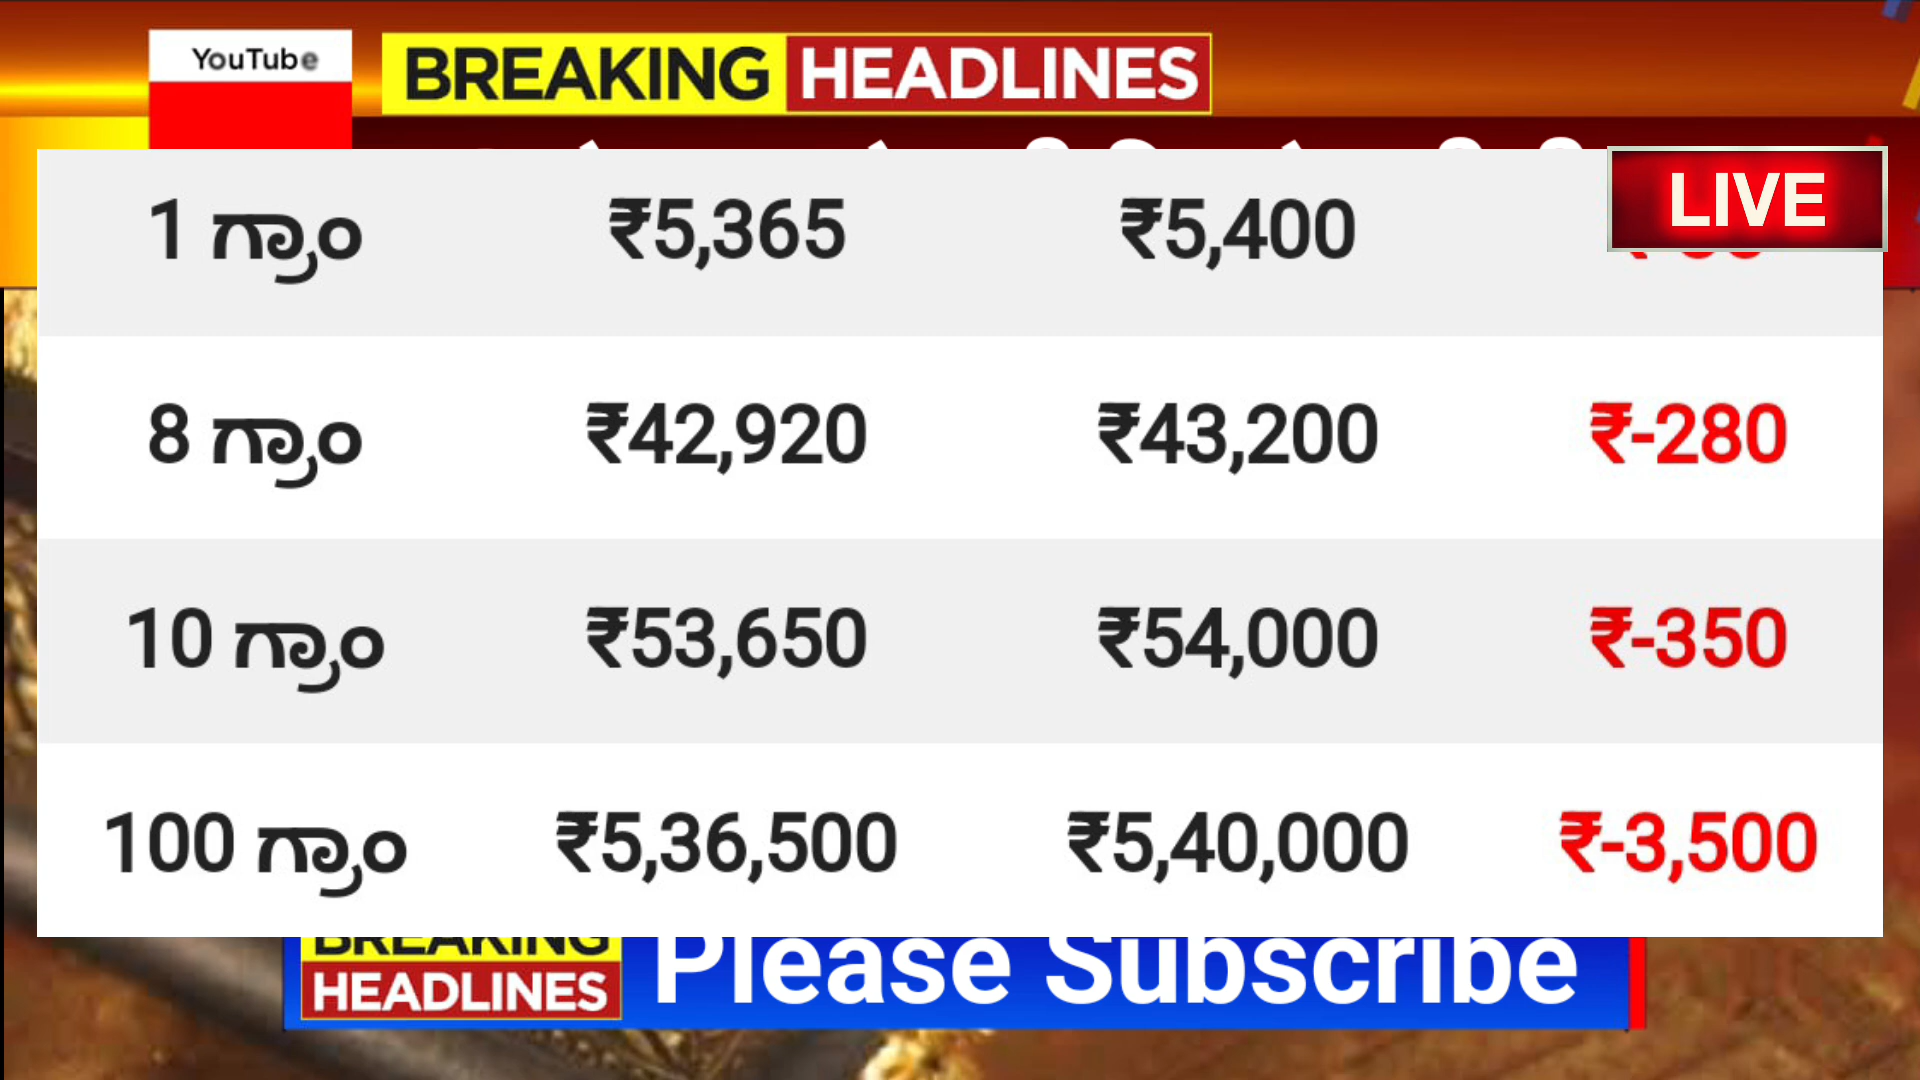 YouTube
BREAKING HEADLINES
LIVE
1 ಗ್ರಾಂ ₹5,365 ₹5,400
8 ಗ್ರಾಂ ₹42,920 ₹43,200 ₹-280
10 ಗ್ರಾಂ ₹53,650 ₹54,000 ₹-350
100 ಗ್ರಾಂ ₹5,36,500 ₹5,40,000 ₹-3,500
BREAKING
HEADLINES
Please Subscribe